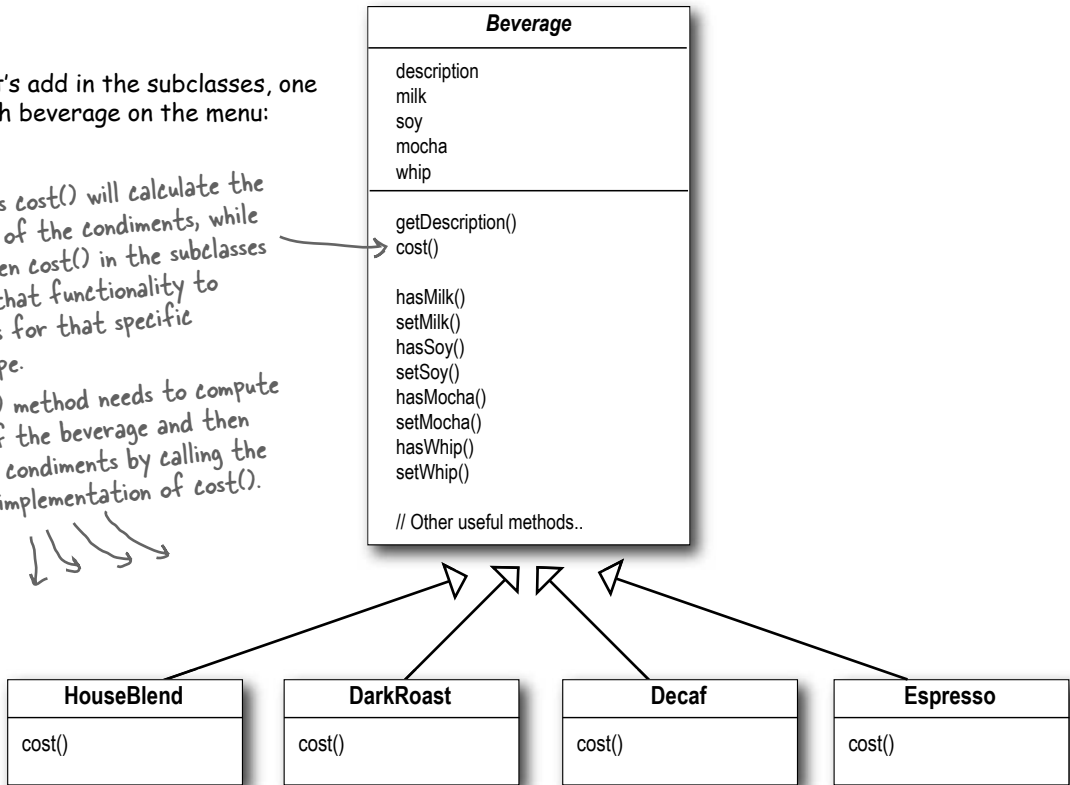 Beverage
description
milk
soy
mocha
whip
getDescription()
cost()
hasMilk()
setMilk()
hasSoy()
setSoy()
hasMocha()
setMocha()
hasWhip()
setWhip()
// Other useful methods..
't's add in the subclasses, one
h beverage on the menu:
s cost() will calculate the
of the condiments, while
en cost() in the subclasses
that functionality to
s for that specific
pe.
) method needs to compute
f the beverage and then
condiments by calling the
implementation of cost().
HouseBlend
cost()
DarkRoast
cost()
Decaf
cost()
Espresso
cost()